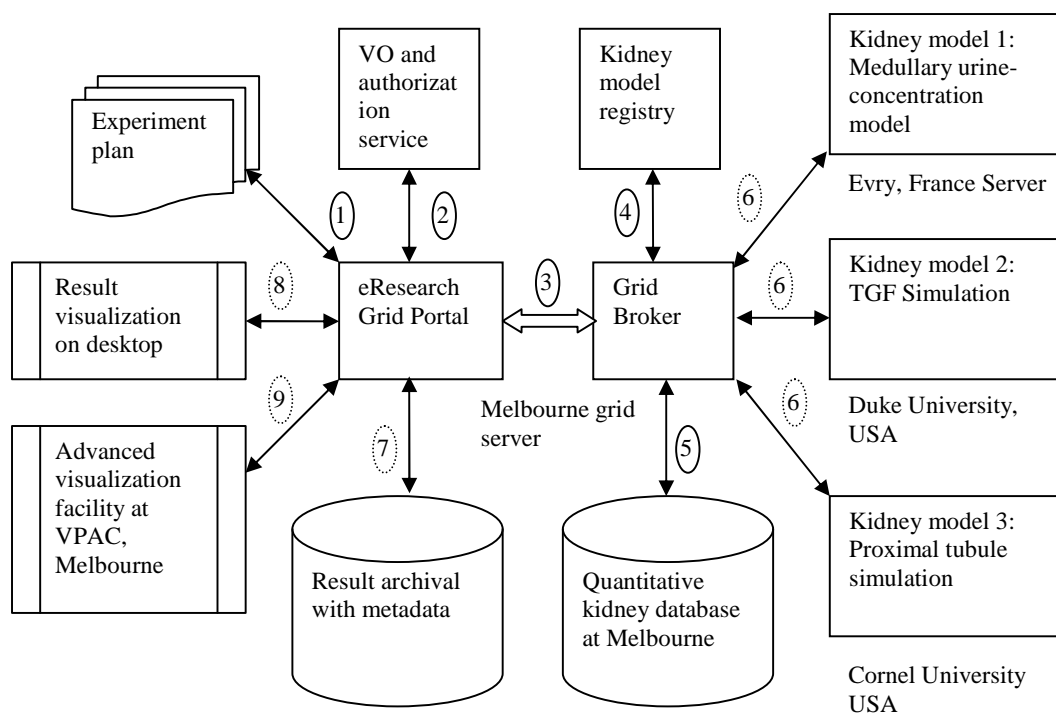 Experiment
plan
VO and
authorizat
ion
service
Kidney
model
registry
Kidney model 1:
Medullary urine-
concentration
model
Evry, France Server
1
2
4
6
Result
visualization
on desktop
8
eResearch
Grid Portal
3
Grid
Broker
6
Kidney model 2:
TGF Simulation
Duke University,
USA
9
7
Melbourne grid
server
5
6
Advanced
visualization
facility at
VPAC,
Melbourne
Result archival
with metadata
Quantitative
kidney database
at Melbourne
Kidney model 3:
Proximal tubule
simulation
Cornel University
USA